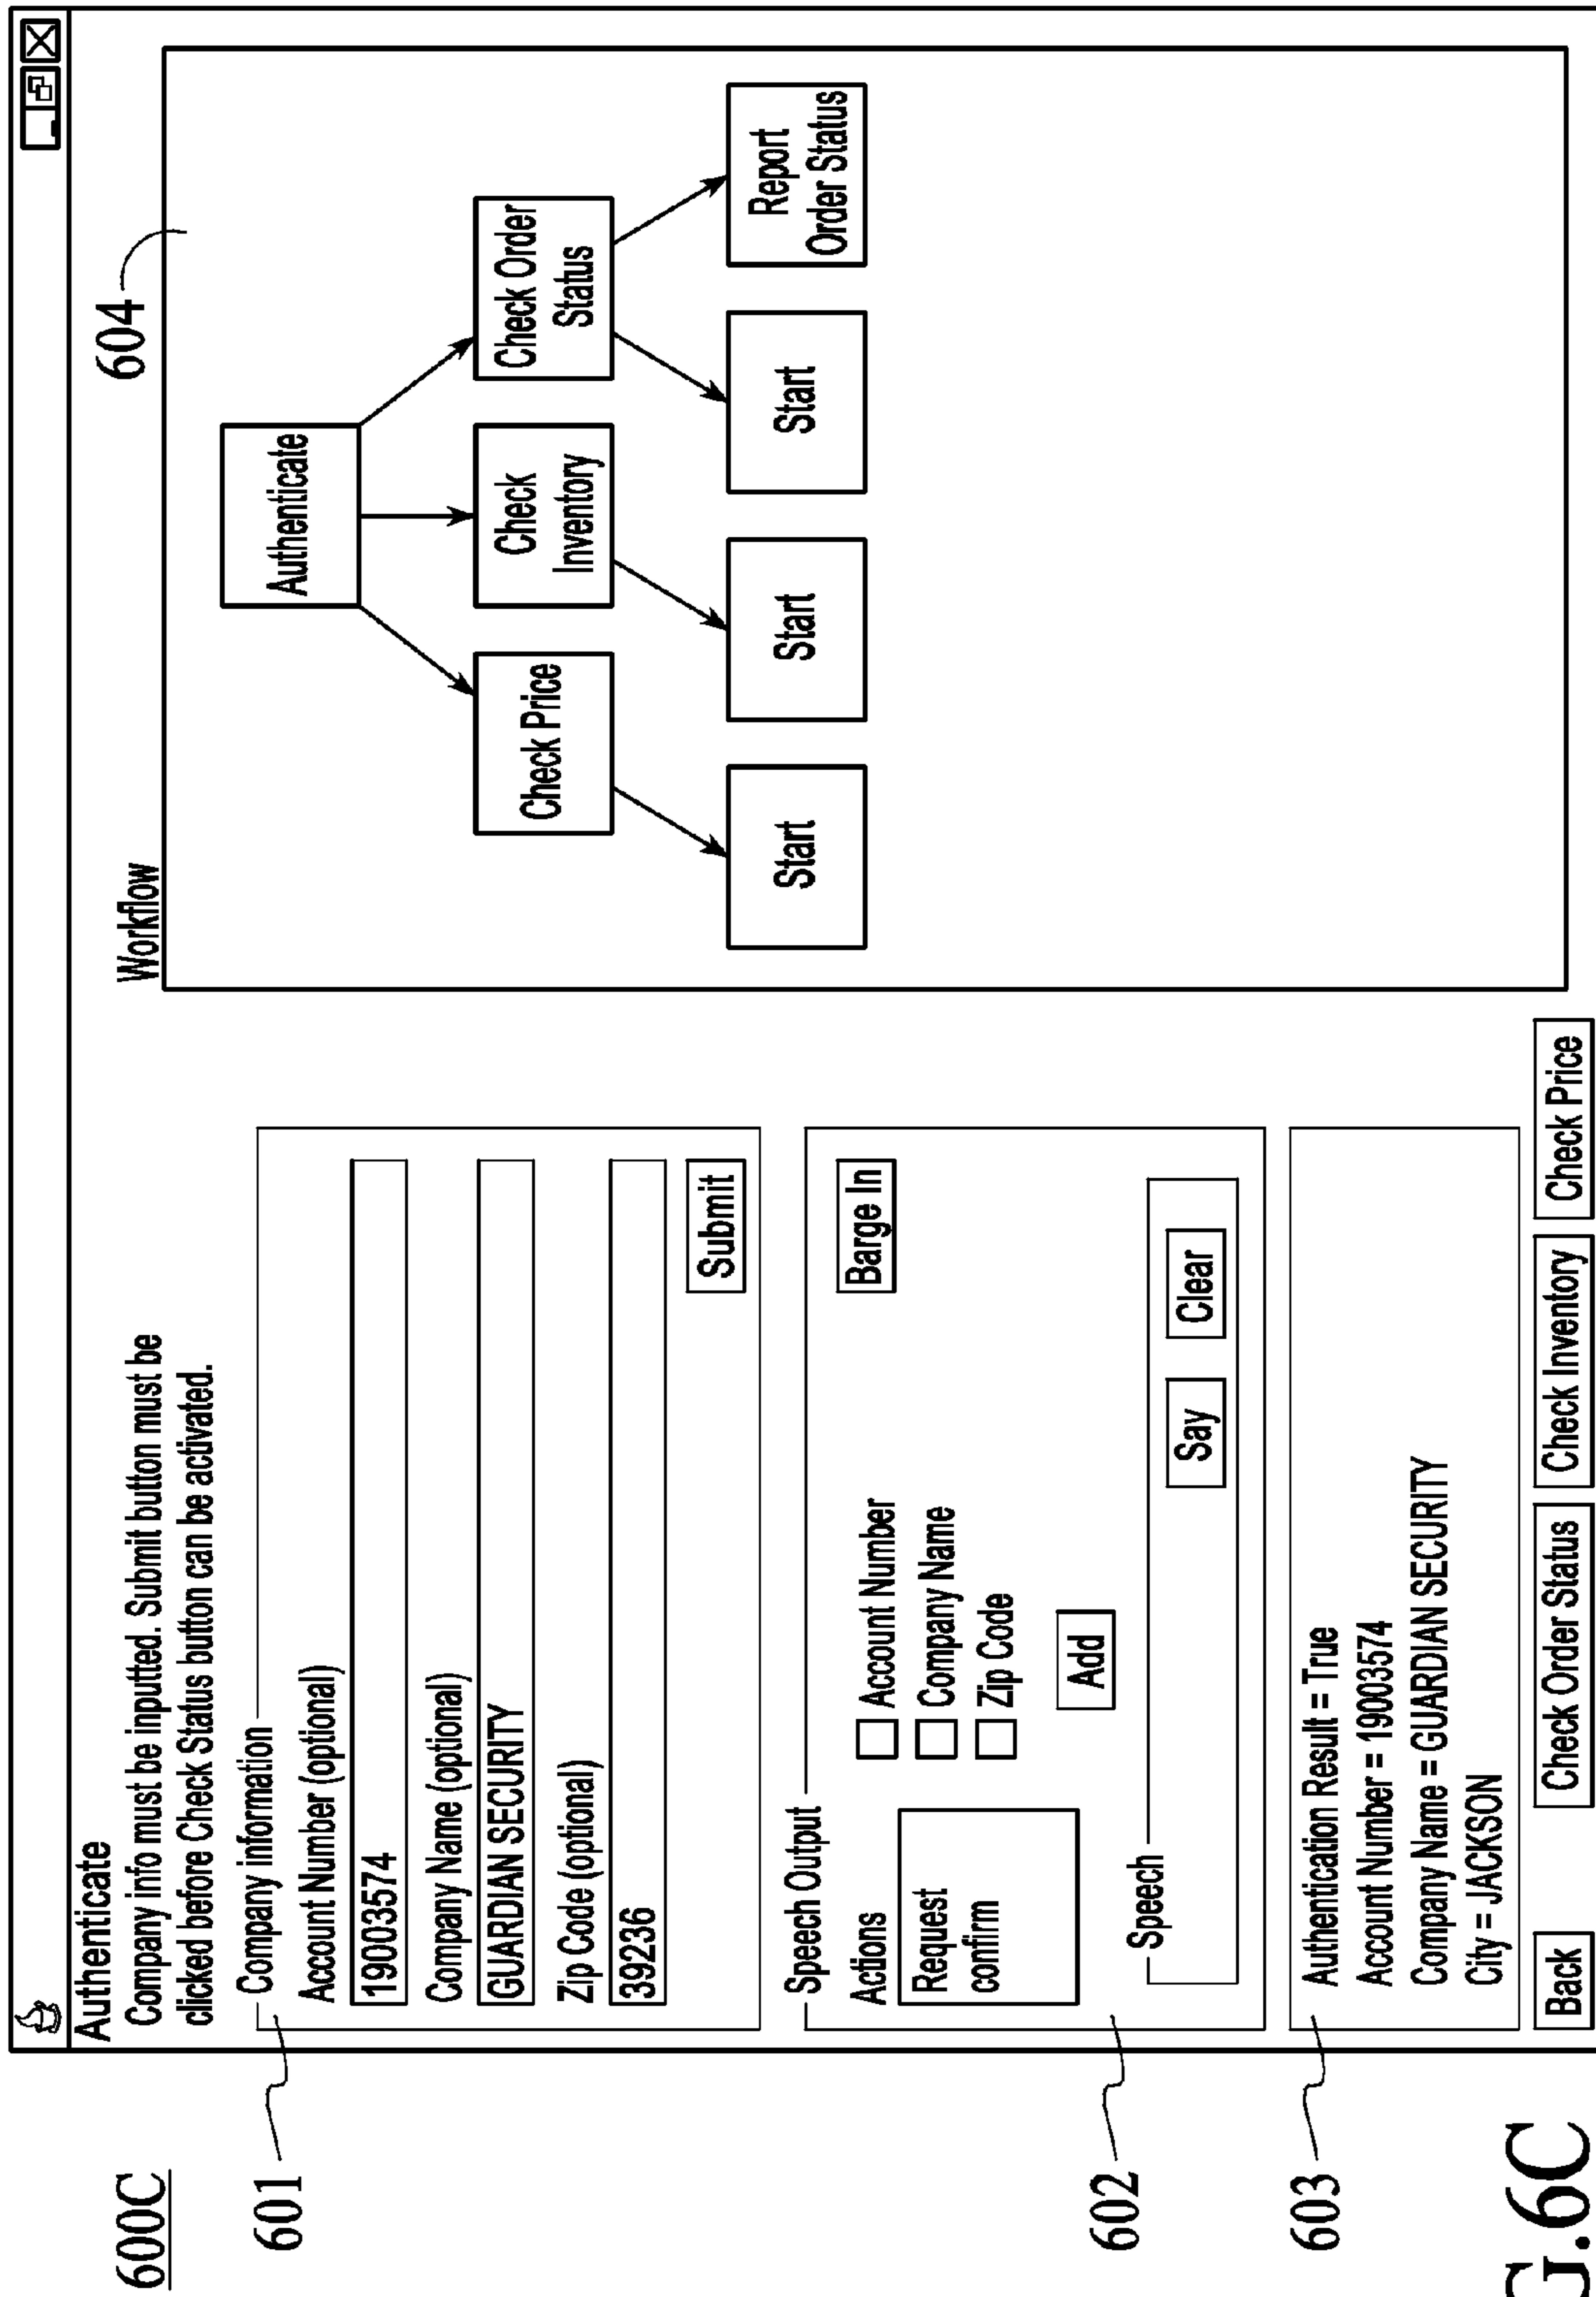 600C
Authenticate
Company info must be inputted. Submit button must be
clicked before Check Status button can be activated.
601
Company information
Account Number (optional)
19003574
Company Name (optional)
GUARDIAN SECURITY
Zip Code (optional)
39236
Submit
602
Speech Output
Actions
Request
confirm
Account Number
Company Name
Zip Code
Add
Barge In
Speech
Say
Clear
603
Authentication Result = True
Account Number = 19003574
Company Name = GUARDIAN SECURITY
City = JACKSON
Back
Check Order Status
Check Inventory
Check Price
Workflow
604
Authenticate
Check Price
Check
Inventory
Check Order
Status
Start
Start
Start
Report
Order Status
G.6C